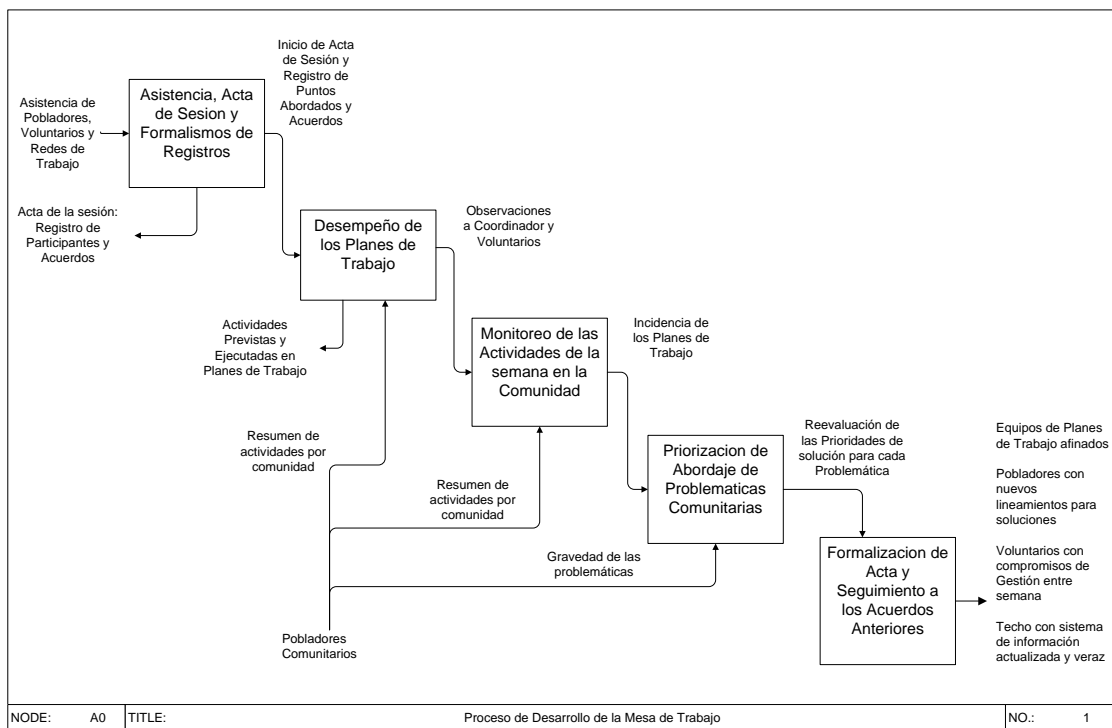 Inicio de Acta
de Sesión y
Registro de
Puntos
Abordados y
Acuerdos
Asistencia, Acta
de Sesion y
Formalismos de
Registros
Asistencia de
Pobladores,
Voluntarios y
Redes de
Trabajo
Acta de la sesión:
Registro de
Participantes y
Acuerdos
Desempeño de
los Planes de
Trabajo
Observaciones
a Coordinador y
Voluntarios
Actividades
Previstas y
Ejecutadas en
Planes de Trabajo
Monitoreo de las
Actividades de la
semana en la
Comunidad
Incidencia de
los Planes de
Trabajo
Resumen de
actividades por
comunidad
Resumen de
actividades por
comunidad
Priorizacion de
Abordaje de
Problematicas
Comunitarias
Reevaluación de
las Prioridades de
solución para cada
Problemática
Gravedad de las
problemáticas
Formalizacion de
Acta y
Seguimiento a
los Acuerdos
Anteriores
Equipos de Planes
de Trabajo afinados
Pobladores con
nuevos
lineamientos para
soluciones
Voluntarios con
compromisos de
Gestión entre
semana
Techo con sistema
de información
actualizada y veraz
Pobladores
Comunitarios
NODE: A0 TITLE: Proceso de Desarrollo de la Mesa de Trabajo NO.: 1